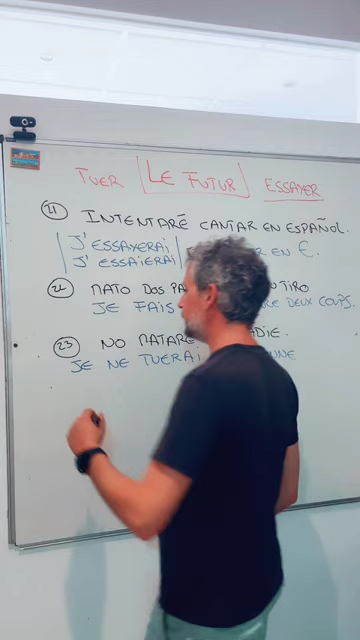 TUER LE FUTUR ESSAYER
21 INTENTARÉ CANTAR EN ESPAÑOL.
J'ESSAYERAI
J'ESSAIERAI EN E.
22 MATO DOS TIRO
JE FAIS DEUX COUPS.
23 NO MATARÉ
JE NE TUERAI